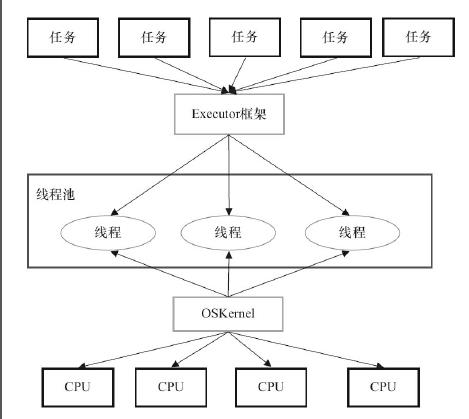 任务 任务 任务 任务 任务
Executor框架
线程池
线程 线程 线程
OSKernel
CPU CPU CPU CPU